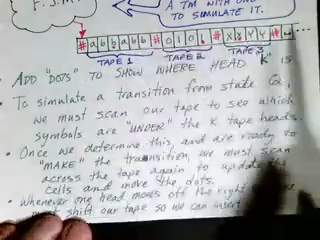 F.S.M.
A TM WITH ONE
TO SIMULATE IT.
# a b b a b b # 0 1 0 1 # X Y Y X #
TAPE 1 TAPE 2 TAPE 3
• ADD "DOTS" TO SHOW WHERE HEAD "K" IS
• To simulate a transition from state Q,
we must scan our tape to see which
symbols are "UNDER" the K tape heads.
• Once we determine this, and are ready to
"MAKE" the transition, we must scan
across the tape again to update the
cells and move the dots.
• Whenever one head moves off the right
must shift our tape so we can insert